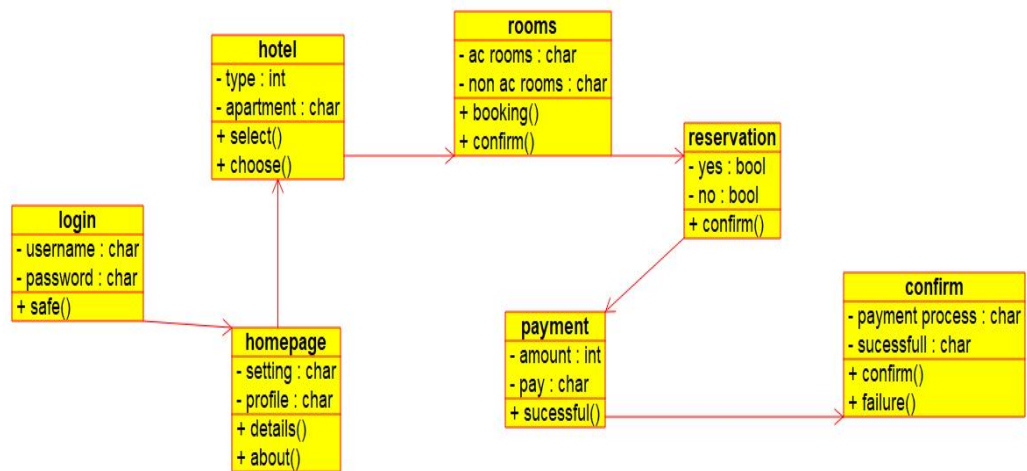 login
- username : char
- password : char
+ safe()
homepage
- setting : char
- profile : char
+ details()
+ about()
hotel
- type : int
- apartment : char
+ select()
+ choose()
rooms
- ac rooms : char
- non ac rooms : char
+ booking()
+ confirm()
reservation
- yes : bool
- no : bool
+ confirm()
payment
- amount : int
- pay : char
+ sucessful()
confirm
- payment process : char
- sucessfull : char
+ confirm()
+ failure()